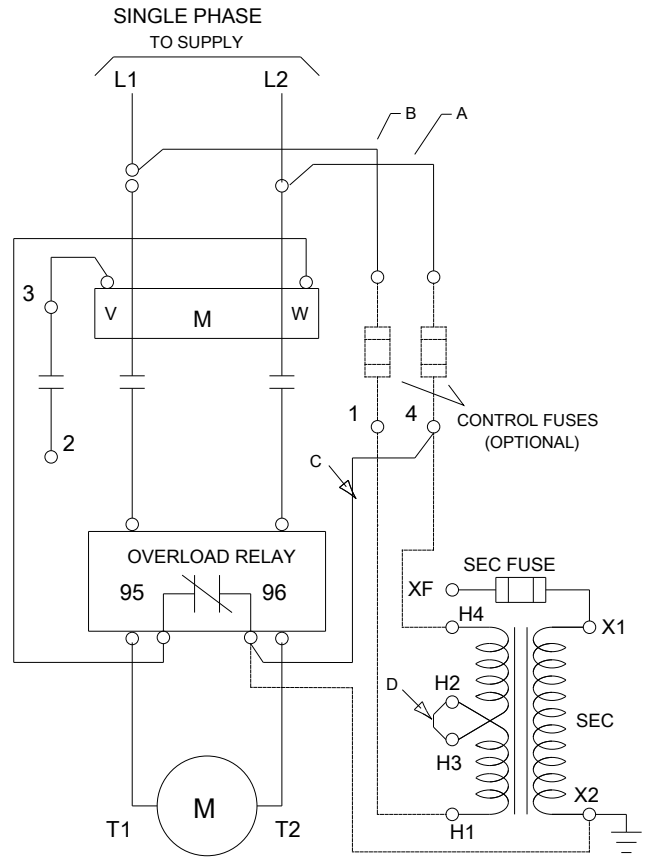 SINGLE PHASE
TO SUPPLY
L1
L2
B
A
3
V
M
W
2
1
4
CONTROL FUSES
(OPTIONAL)
C
OVERLOAD RELAY
95
96
SEC FUSE
XF
H4
X1
D
H2
SEC
H3
X2
H1
M
T1
T2